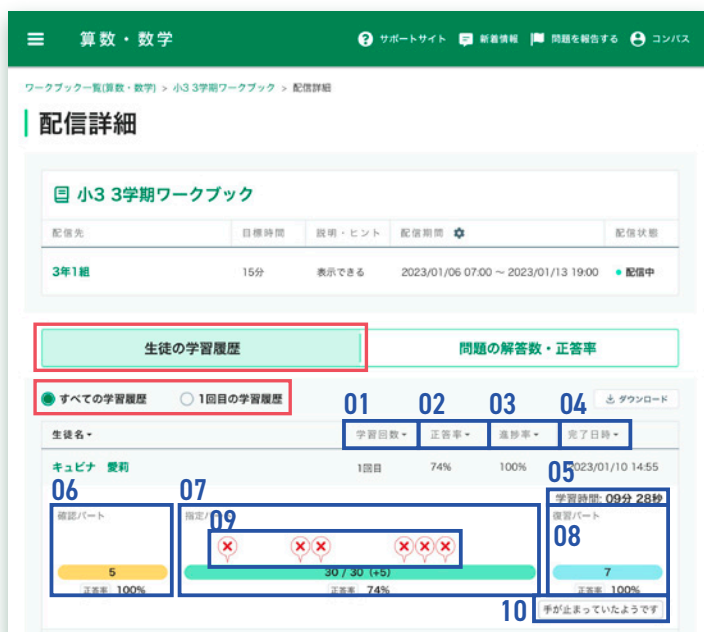 算数・数学 サポートサイト 新着情報 問題を報告する コンパス
ワークブック一覧(算数・数学) > 小3 3学期ワークブック > 配信詳細
配信詳細
小3 3学期ワークブック
配信先 目標時間 説明・ヒント 配信期間 配信状態
3年1組 15分 表示できる 2023/01/06 07:00 ～ 2023/01/13 19:00 配信中
生徒の学習履歴 問題の解答数・正答率
すべての学習履歴 1回目の学習履歴 01 02 03 04 ダウンロード
生徒名 学習回数 正答率 進捗率 完了日時
キュビナ 愛莉 1回目 74% 100% 2023/01/10 14:55
05
学習時間: 09分 28秒
06 07 08
確認パート 指定パ 復習パート
09
5 30 / 30 (+5) 7
正答率 100% 正答率 74% 正答率 100%
10 手が止まっていたようです